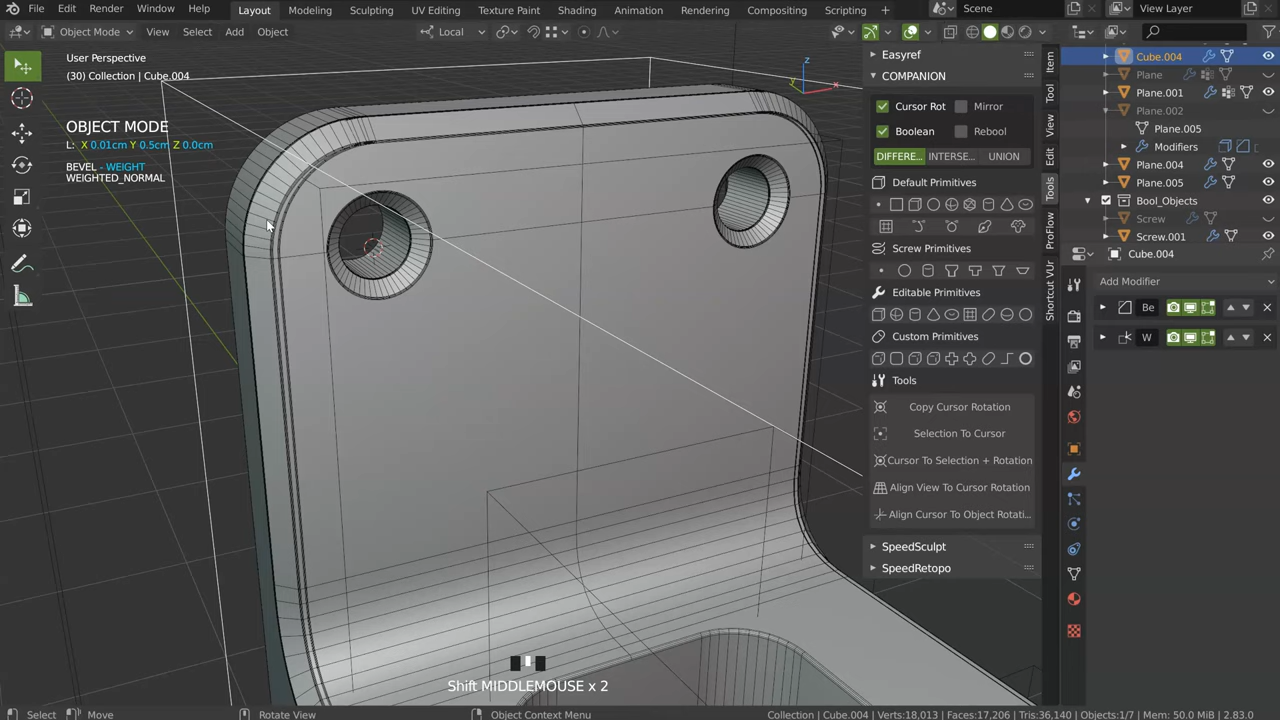 File Edit Render Window Help
Layout Modeling Sculpting UV Editing Texture Paint Shading Animation Rendering Compositing Scripting +
Scene
View Layer
Object Mode View Select Add Object
Local
User Perspective
(30) Collection | Cube.004
OBJECT MODE
L: X 0.01cm Y 0.5cm Z 0.0cm
BEVEL - WEIGHT
WEIGHTED_NORMAL
z
y
x
Easyref
COMPANION
Cursor Rot Mirror
Boolean Rebool
DIFFERE... INTERSE... UNION
Default Primitives
Screw Primitives
Editable Primitives
Custom Primitives
Tools
Copy Cursor Rotation
Selection To Cursor
Cursor To Selection + Rotation
Align View To Cursor Rotation
Align Cursor To Object Rotati...
SpeedSculpt
SpeedRetopo
Item
Tool
View
Edit
Tools
ProFlow
Shortcut VUr
Cube.004
Plane
Plane.001
Plane.002
Plane.005
Modifiers
Plane.004
Plane.005
Bool_Objects
Screw
Screw.001
Cube.004
Add Modifier
Be
W
Shift MIDDLEMOUSE x 2
Select Move Rotate View Object Context Menu
Collection | Cube.004 | Verts:18,013 | Faces:17,206 | Tris:36,140 | Objects:1/7 | Mem: 50.0 MiB | 2.83.0